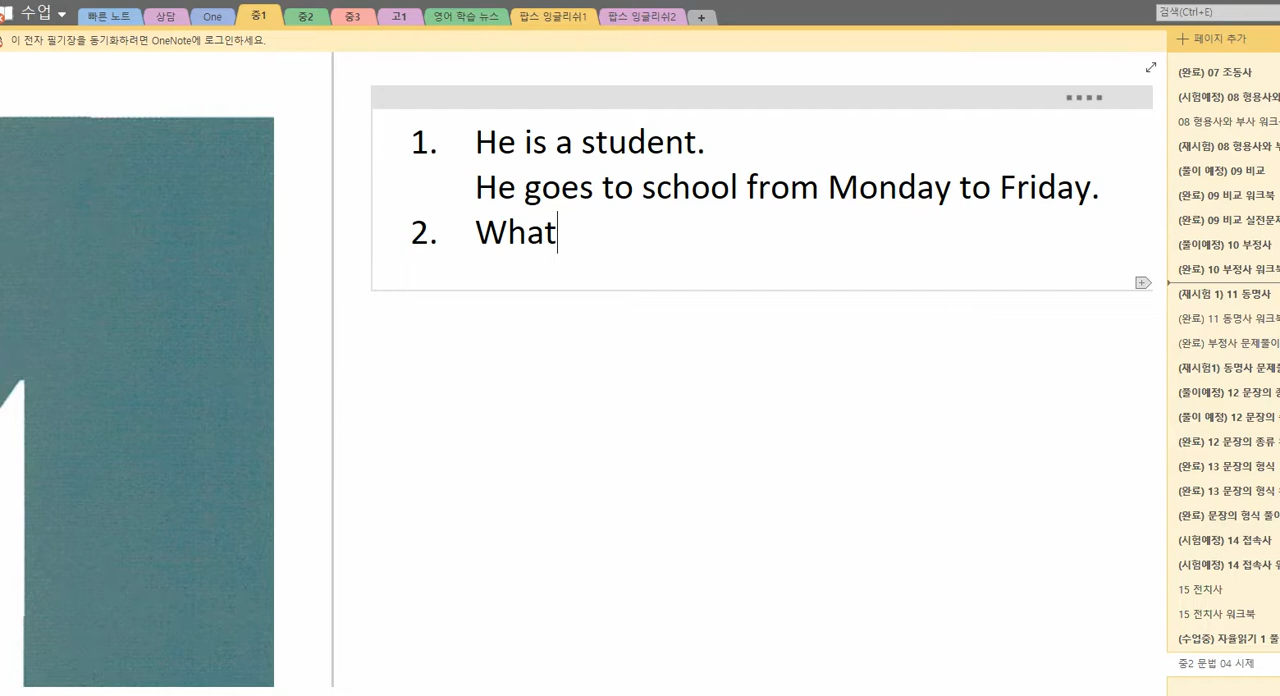 수업
빠른 노트
상담
One
중1
중2
중3
고1
영어 학습 뉴스
팝스 잉글리쉬1
팝스 잉글리쉬2
+
검색(Ctrl+E)
이 전자 필기장을 동기화하려면 OneNote에 로그인하세요.
페이지 추가
1. He is a student.
He goes to school from Monday to Friday.
2. What
(완료) 07 조동사
(시험예정) 08 형용사와
08 형용사와 부사 워크
(재시험) 08 형용사와
(풀이 예정) 09 비교
(완료) 09 비교 워크북
(완료) 09 비교 실전문제
(풀이예정) 10 부정사
(완료) 10 부정사 워크북
(재시험 1) 11 동명사
(완료) 11 동명사 워크북
(완료) 부정사 문제풀이
(재시험1) 동명사 문제
(풀이예정) 12 문장의
(풀이 예정) 12 문장의
(완료) 12 문장의 종류
(완료) 13 문장의 형식
(완료) 13 문장의 형식
(완료) 문장의 형식 풀이
(시험예정) 14 접속사
(시험예정) 14 접속사
15 전치사
15 전치사 워크북
(수업중) 자율읽기 1
중2 문법 04 시제